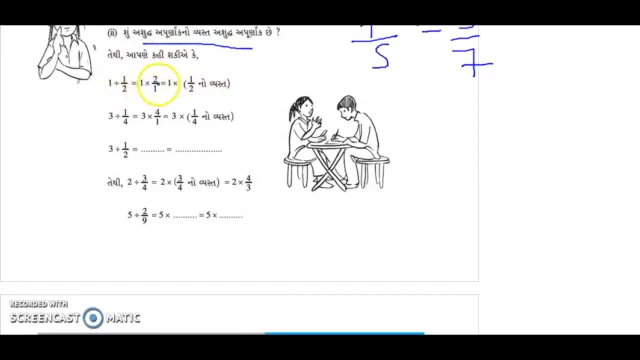 (ii) શું અશુદ્ધ અપૂર્ણાંકનો વ્યસ્ત અશુદ્ધ અપૂર્ણાંક છે ?
5 = 7
તેથી, આપણે કહી શકીએ કે,
1 ÷ 1/2 = 1 × 2/1 = 1 × (1/2 નો વ્યસ્ત)
3 ÷ 1/4 = 3 × 4/1 = 3 × (1/4 નો વ્યસ્ત)
3 ÷ 1/2 = .......... = ....................
તેથી, 2 ÷ 3/4 = 2 × (3/4 નો વ્યસ્ત) = 2 × 4/3
5 ÷ 2/9 = 5 × .......... = 5 × ..........
RECORDED WITH
SCREENCAST MATIC